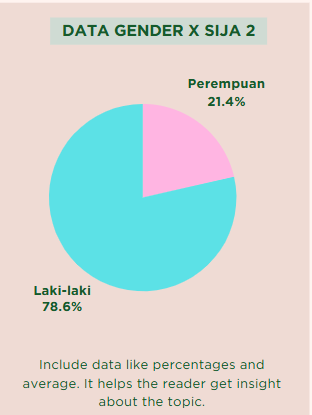 DATA GENDER X SIJA 2
Perempuan
21.4%
Laki-laki
78.6%
Include data like percentages and
average. It helps the reader get insight
about the topic.